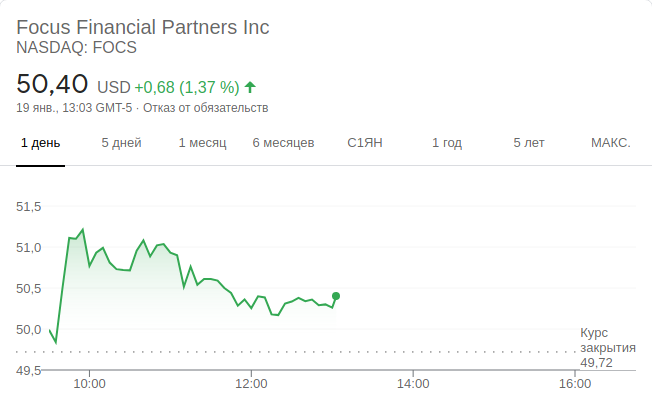 Focus Financial Partners Inc
NASDAQ: FOCS
50,40 USD +0,68 (1,37 %)
19 янв., 13:03 GMT-5 · Отказ от обязательств
1 день 5 дней 1 месяц 6 месяцев С1ЯН 1 год 5 лет МАКС.
51,5
51,0
50,5
50,0
49,5
Курс
закрытия
49,72
10:00 12:00 14:00 16:00